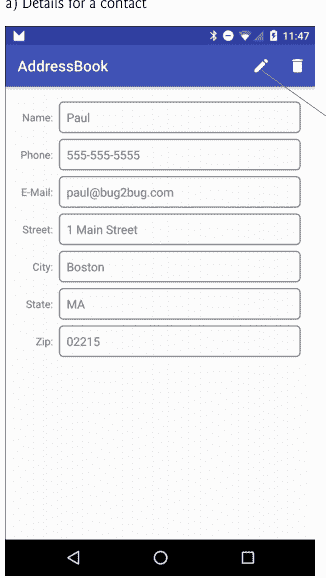 a) Details for a contact
11:47
AddressBook
Name: Paul
Phone: 555-555-5555
E-Mail: paul@bug2bug.com
Street: 1 Main Street
City: Boston
State: MA
Zip: 02215